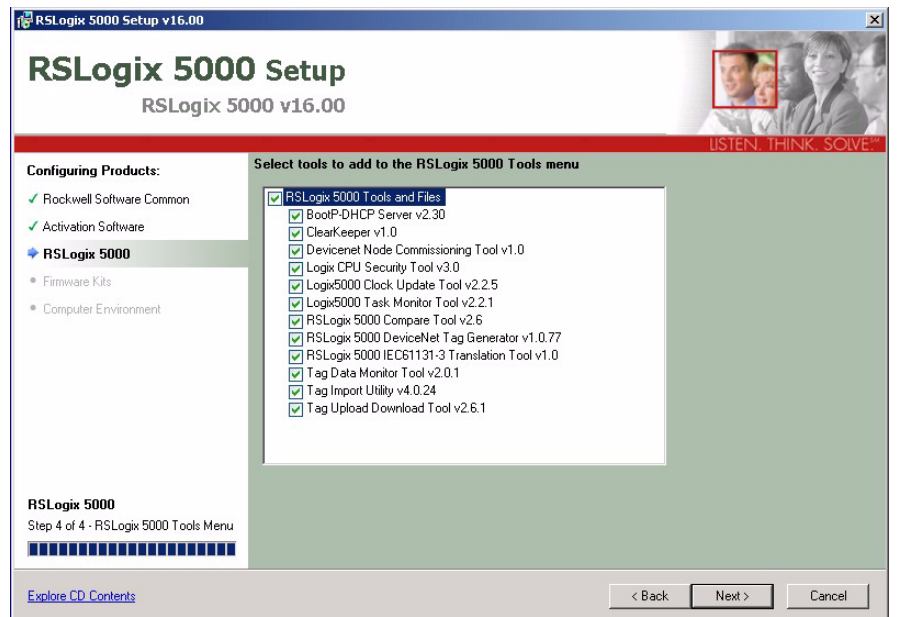 RSLogix 5000 Setup v16.00
RSLogix 5000 Setup
RSLogix 5000 v16.00
LISTEN. THINK. SOLVE.℠
Configuring Products:
Rockwell Software Common
Activation Software
RSLogix 5000
Firmware Kits
Computer Environment
Select tools to add to the RSLogix 5000 Tools menu
RSLogix 5000 Tools and Files
BootP-DHCP Server v2.30
ClearKeeper v1.0
Devicenet Node Commissioning Tool v1.0
Logix CPU Security Tool v3.0
Logix5000 Clock Update Tool v2.2.5
Logix5000 Task Monitor Tool v2.2.1
RSLogix 5000 Compare Tool v2.6
RSLogix 5000 DeviceNet Tag Generator v1.0.77
RSLogix 5000 IEC61131-3 Translation Tool v1.0
Tag Data Monitor Tool v2.0.1
Tag Import Utility v4.0.24
Tag Upload Download Tool v2.6.1
RSLogix 5000
Step 4 of 4 - RSLogix 5000 Tools Menu
Explore CD Contents
< Back
Next >
Cancel